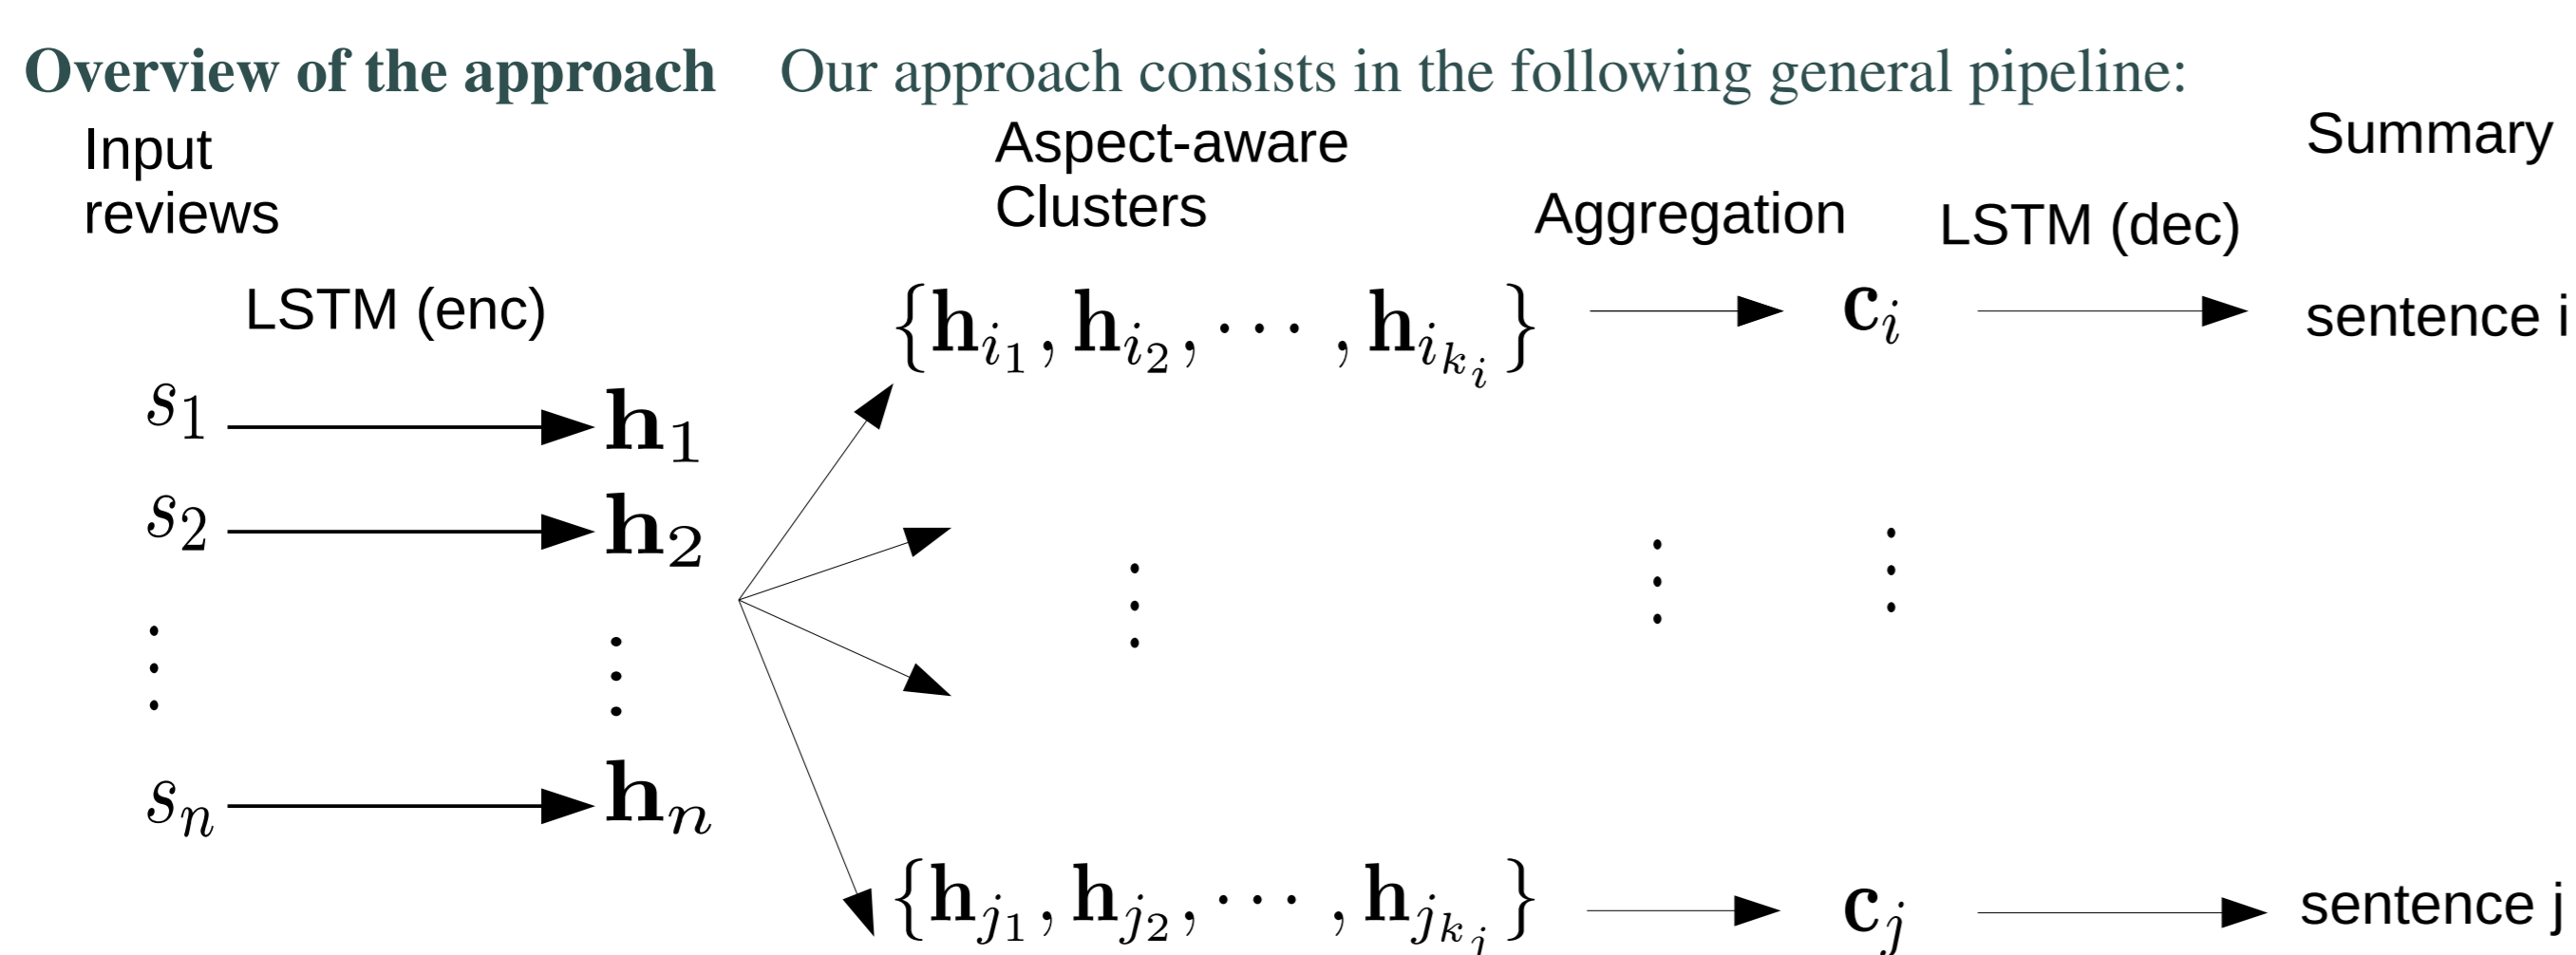 Overview of the approach Our approach consists in the following general pipeline:
Input
reviews
Aspect-aware
Clusters
Summary
Aggregation
LSTM (dec)
LSTM (enc)
{h_{i_1}, h_{i_2}, ⋯ , h_{i_{k_i}}}
c_i
sentence i
s_1
h_1
s_2
h_2
⋮
⋮
⋮
⋮
⋮
s_n
h_n
{h_{j_1}, h_{j_2}, ⋯ , h_{j_{k_j}}}
c_j
sentence j